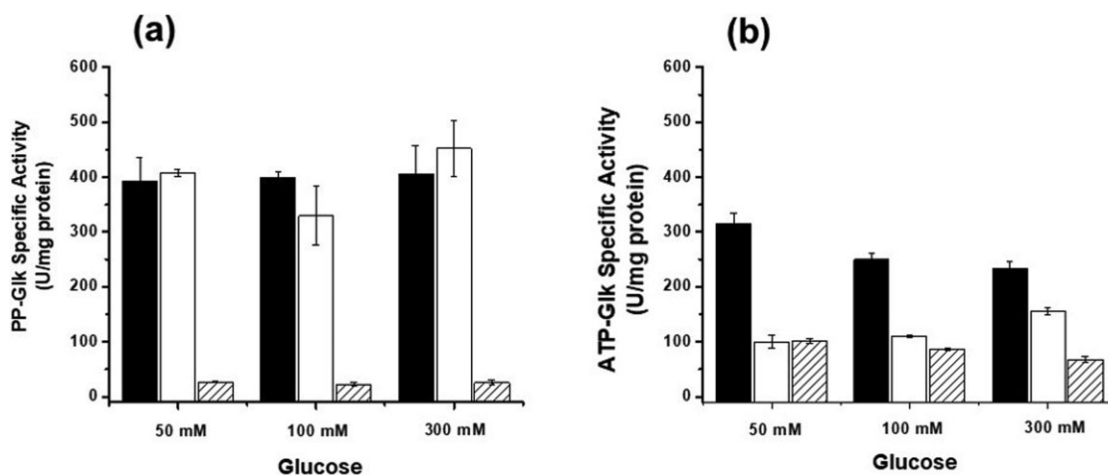 (a)
PP-Glk Specific Activity
(U/mg protein)
600
500
400
300
200
100
0
50 mM
100 mM
300 mM
Glucose
(b)
ATP-Glk Specific Activity
(U/mg protein)
600
500
400
300
200
100
0
50 mM
100 mM
300 mM
Glucose